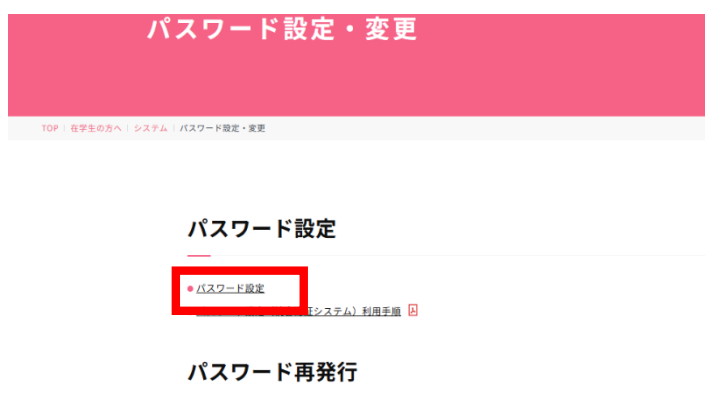 パスワード設定・変更
TOP | 在学生の方へ | システム | パスワード設定・変更
パスワード設定
パスワード設定
証システム）利用手順
パスワード再発行